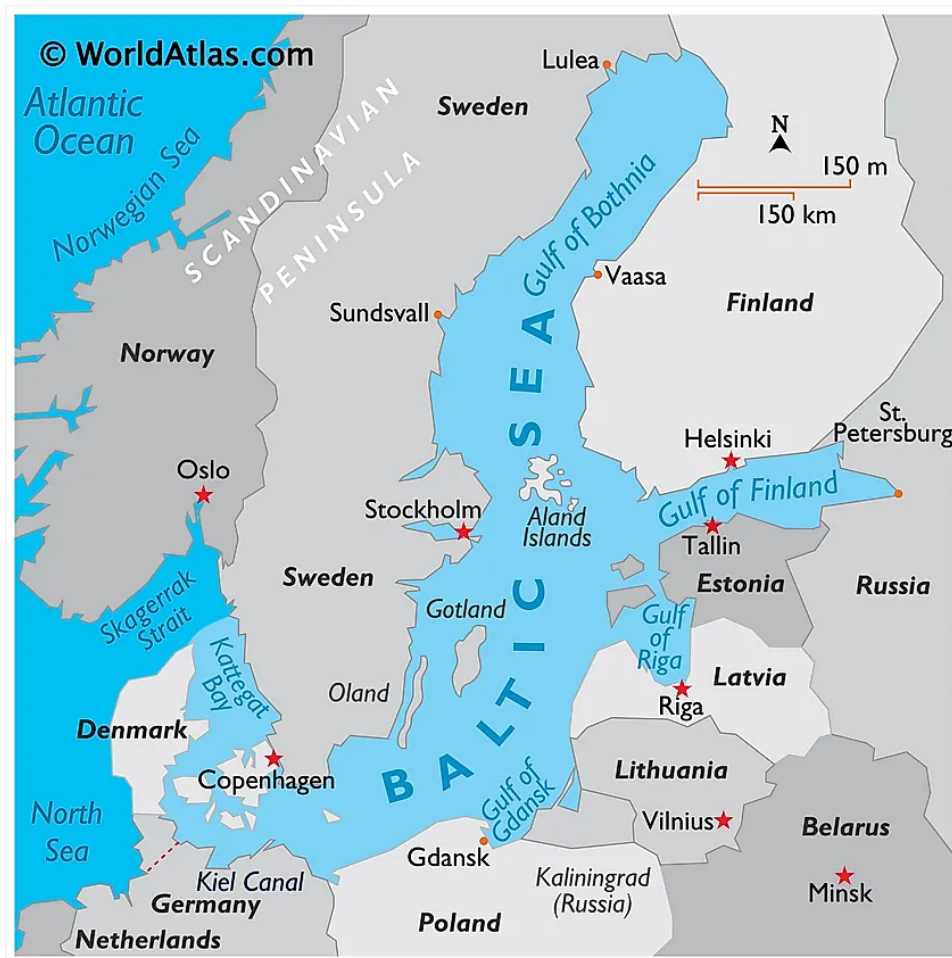 © WorldAtlas.com
Lulea
Atlantic
Ocean
Sweden
N
Norwegian Sea
SCANDINAVIAN
PENINSULA
150 m
150 km
Gulf of Bothnia
Vaasa
Sundsvall
Finland
Norway
BALTIC SEA
St.
Petersburg
Helsinki
Oslo
Gulf of Finland
Stockholm
Aland
Islands
Tallin
Sweden
Estonia
Russia
Skagerrak
Strait
Gotland
Gulf
of
Riga
Kattegat
Bay
Oland
Latvia
Riga
Denmark
Copenhagen
Lithuania
Gulf of
Gdansk
North
Sea
Vilnius
Belarus
Gdansk
Kiel Canal
Kaliningrad
(Russia)
Minsk
Germany
Poland
Netherlands